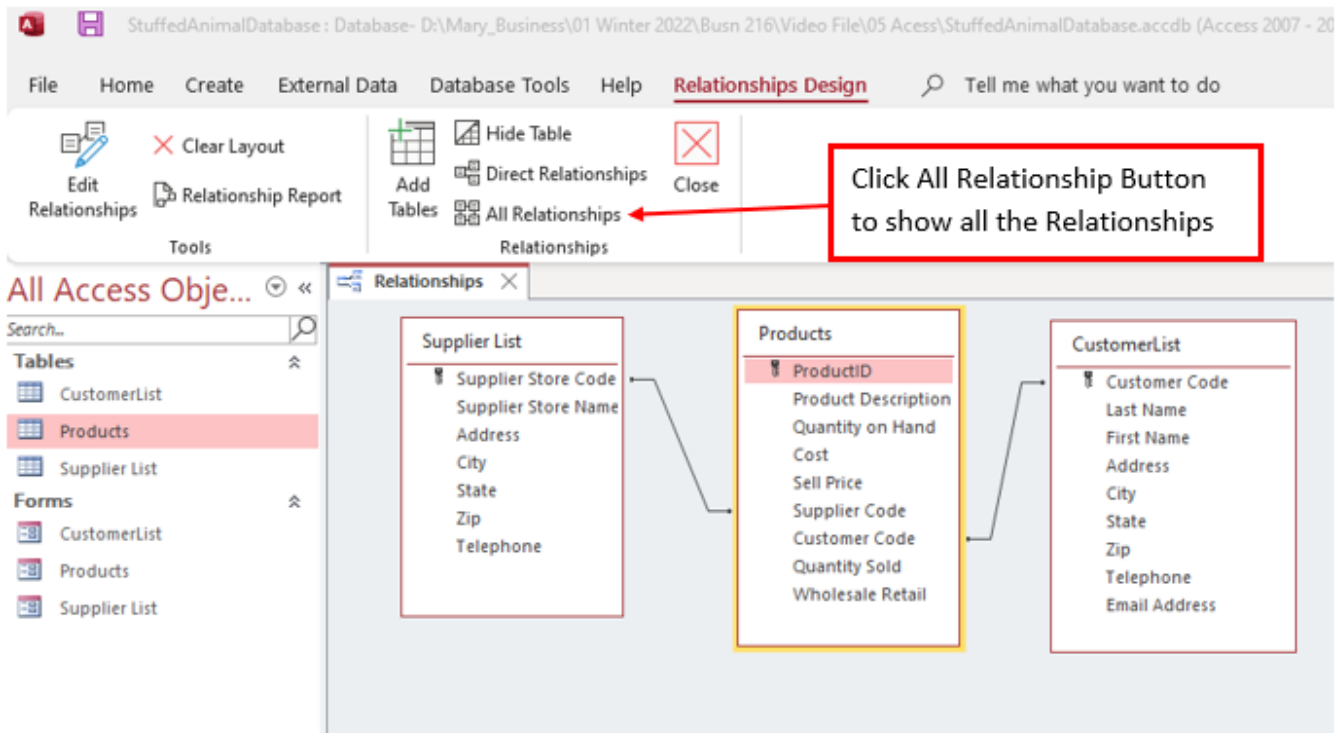 StuffedAnimalDatabase : Database- D:\Mary_Business\01 Winter 2022\Busn 216\Video File\05 Acess\StuffedAnimalDatabase.accdb (Access 2007 - 20
File Home Create External Data Database Tools Help Relationships Design Tell me what you want to do
Edit
Relationships
Clear Layout
Relationship Report
Tools
Add
Tables
Hide Table
Direct Relationships
All Relationships
Close
Relationships
Click All Relationship Button
to show all the Relationships
All Access Obje...
Search...
Tables
CustomerList
Products
Supplier List
Forms
CustomerList
Products
Supplier List
Relationships
Supplier List
Supplier Store Code
Supplier Store Name
Address
City
State
Zip
Telephone
Products
ProductID
Product Description
Quantity on Hand
Cost
Sell Price
Supplier Code
Customer Code
Quantity Sold
Wholesale Retail
CustomerList
Customer Code
Last Name
First Name
Address
City
State
Zip
Telephone
Email Address